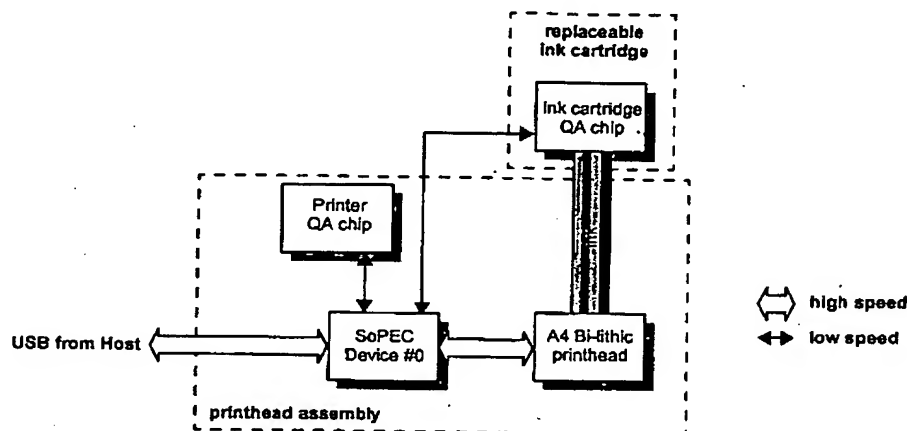 replaceable
ink cartridge
Ink cartridge
QA chip
Printer
QA chip
high speed
USB from Host
SoPEC
Device #0
A4 Bi-lithic
printhead
low speed
printhead assembly